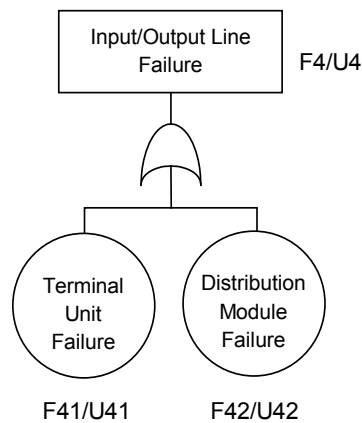 Input/Output Line
Failure
F4/U4
Terminal
Unit
Failure
Distribution
Module
Failure
F41/U41
F42/U42